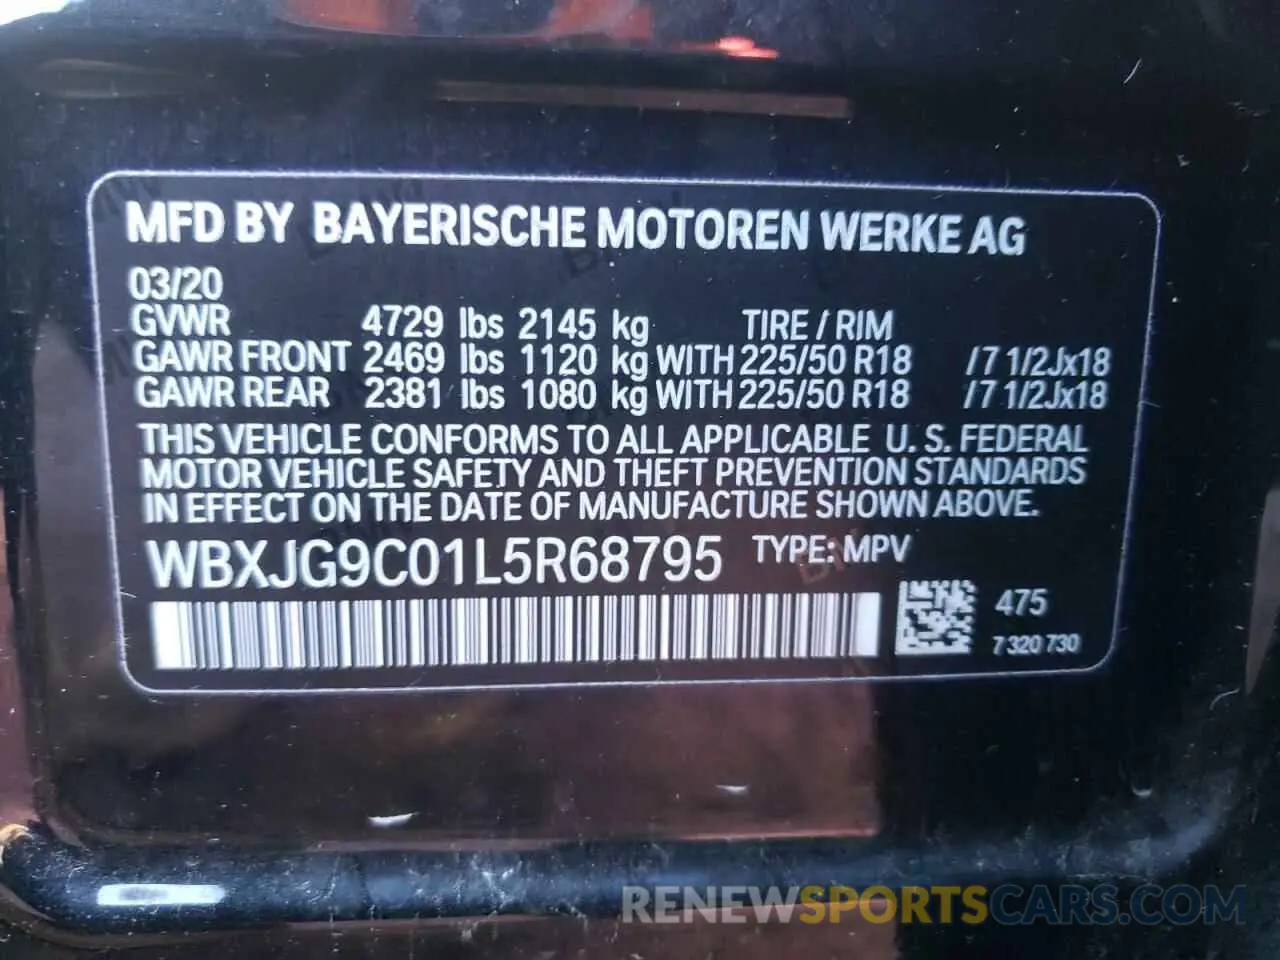 MFD BY BAYERISCHE MOTOREN WERKE AG
03/20
GVWR 4729 lbs 2145 kg TIRE / RIM
GAWR FRONT 2469 lbs 1120 kg WITH 225/50 R18 /7 1/2Jx18
GAWR REAR 2381 lbs 1080 kg WITH 225/50 R18 /7 1/2Jx18
THIS VEHICLE CONFORMS TO ALL APPLICABLE U. S. FEDERAL
MOTOR VEHICLE SAFETY AND THEFT PREVENTION STANDARDS
IN EFFECT ON THE DATE OF MANUFACTURE SHOWN ABOVE.
WBXJG9C01L5R68795 TYPE: MPV
475
7 320 730
RENEWSPORTSCARS.COM